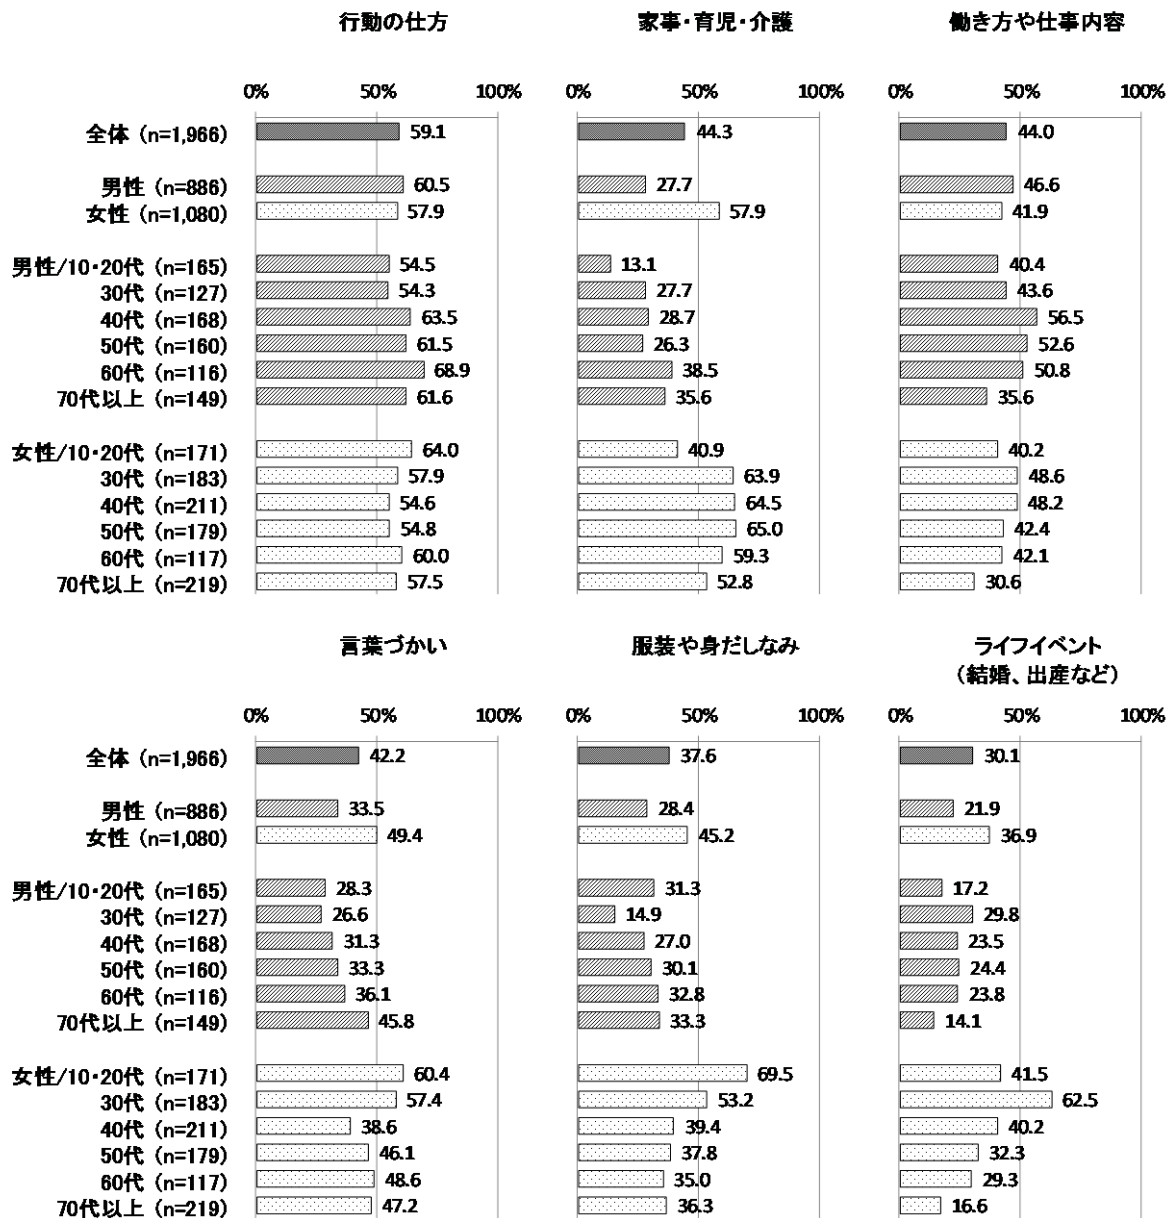 行動の仕方 家事・育児・介護 働き方や仕事内容
0% 50% 100% 0% 50% 100% 0% 50% 100%
全体 (n=1,966) 59.1 44.3 44.0
男性 (n=886) 60.5 27.7 46.6
女性 (n=1,080) 57.9 57.9 41.9
男性/10・20代 (n=165) 54.5 13.1 40.4
30代 (n=127) 54.3 27.7 43.6
40代 (n=168) 63.5 28.7 56.5
50代 (n=160) 61.5 26.3 52.6
60代 (n=116) 68.9 38.5 50.8
70代以上 (n=149) 61.6 35.6 35.6
女性/10・20代 (n=171) 64.0 40.9 40.2
30代 (n=183) 57.9 63.9 48.6
40代 (n=211) 54.6 64.5 48.2
50代 (n=179) 54.8 65.0 42.4
60代 (n=117) 60.0 59.3 42.1
70代以上 (n=219) 57.5 52.8 30.6
言葉づかい 服装や身だしなみ ライフイベント
(結婚、出産など)
0% 50% 100% 0% 50% 100% 0% 50% 100%
全体 (n=1,966) 42.2 37.6 30.1
男性 (n=886) 33.5 28.4 21.9
女性 (n=1,080) 49.4 45.2 36.9
男性/10・20代 (n=165) 28.3 31.3 17.2
30代 (n=127) 26.6 14.9 29.8
40代 (n=168) 31.3 27.0 23.5
50代 (n=160) 33.3 30.1 24.4
60代 (n=116) 36.1 32.8 23.8
70代以上 (n=149) 45.8 33.3 14.1
女性/10・20代 (n=171) 60.4 69.5 41.5
30代 (n=183) 57.4 53.2 62.5
40代 (n=211) 38.6 39.4 40.2
50代 (n=179) 46.1 37.8 32.3
60代 (n=117) 48.6 35.0 29.3
70代以上 (n=219) 47.2 36.3 16.6